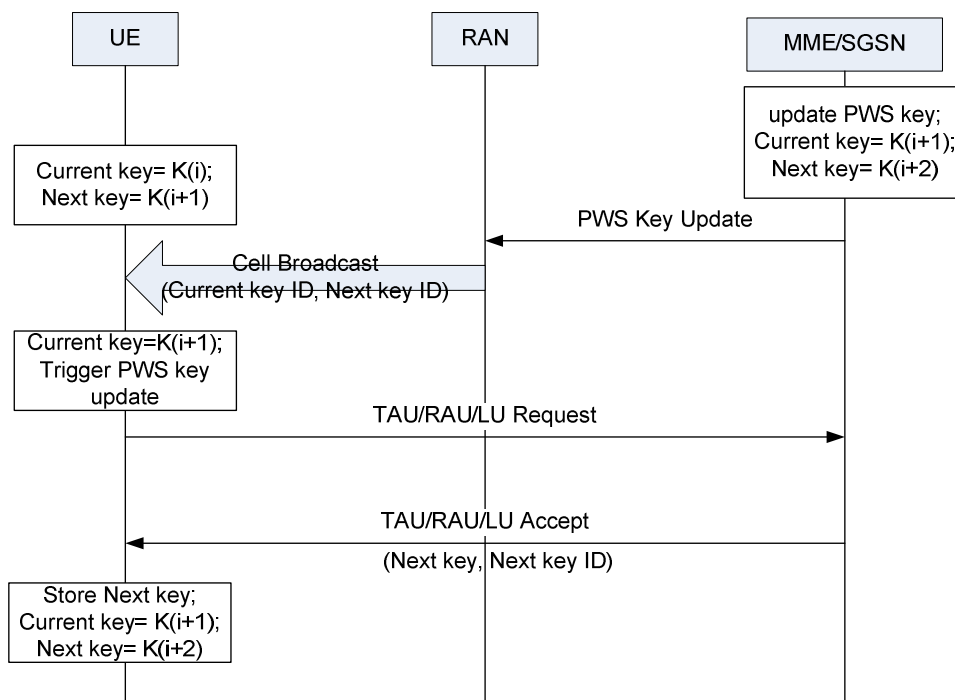 UE
RAN
MME/SGSN
update PWS key;
Current key= K(i+1);
Next key= K(i+2)
Current key= K(i);
Next key= K(i+1)
PWS Key Update
Cell Broadcast
(Current key ID, Next key ID)
Current key=K(i+1);
Trigger PWS key
update
TAU/RAU/LU Request
TAU/RAU/LU Accept
(Next key, Next key ID)
Store Next key;
Current key= K(i+1);
Next key= K(i+2)